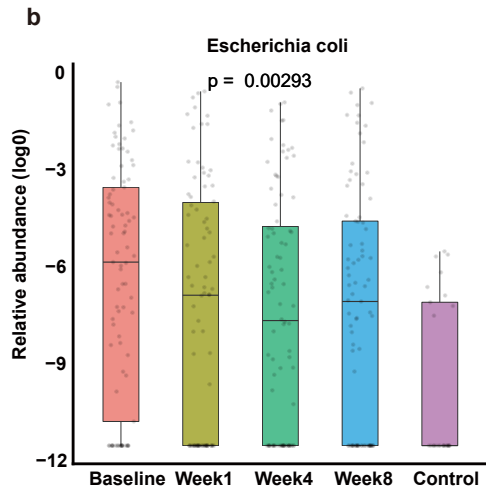 b
Escherichia coli
p = 0.00293
Relative abundance (log0)
0
−3
−6
−9
−12
Baseline Week1 Week4 Week8 Control